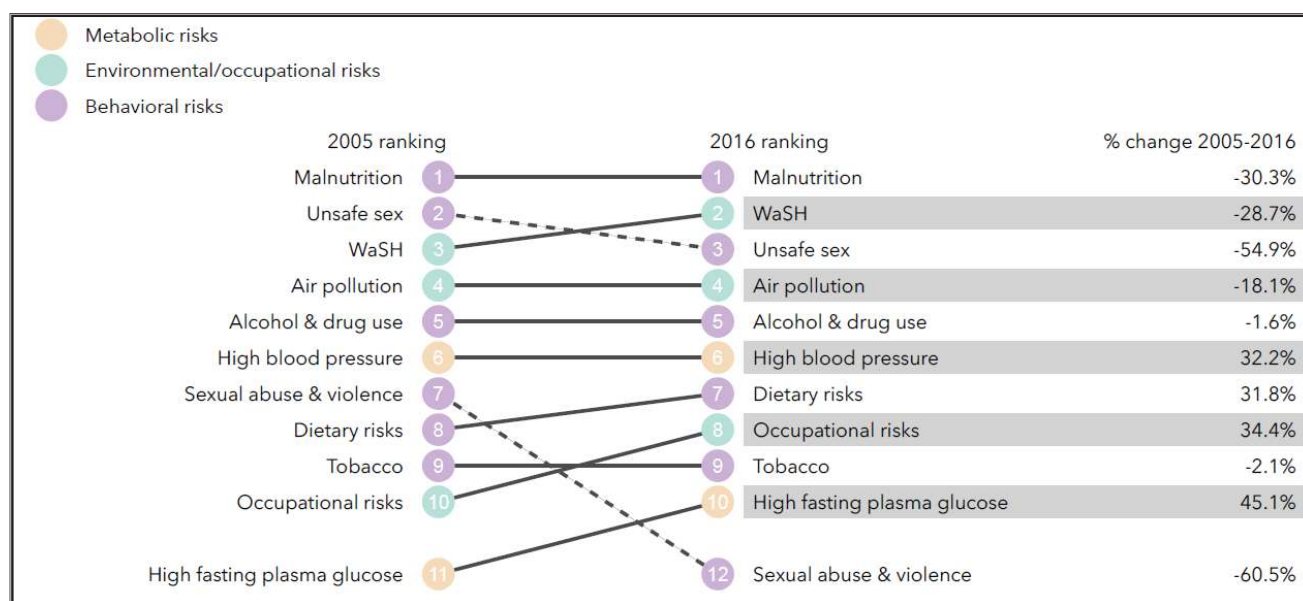 Metabolic risks
Environmental/occupational risks
Behavioral risks
2005 ranking 2016 ranking % change 2005-2016
Malnutrition 1 1 Malnutrition -30.3%
Unsafe sex 2 2 WaSH -28.7%
WaSH 3 3 Unsafe sex -54.9%
Air pollution 4 4 Air pollution -18.1%
Alcohol & drug use 5 5 Alcohol & drug use -1.6%
High blood pressure 6 6 High blood pressure 32.2%
Sexual abuse & violence 7 7 Dietary risks 31.8%
Dietary risks 8 8 Occupational risks 34.4%
Tobacco 9 9 Tobacco -2.1%
Occupational risks 10 10 High fasting plasma glucose 45.1%
High fasting plasma glucose 11 12 Sexual abuse & violence -60.5%